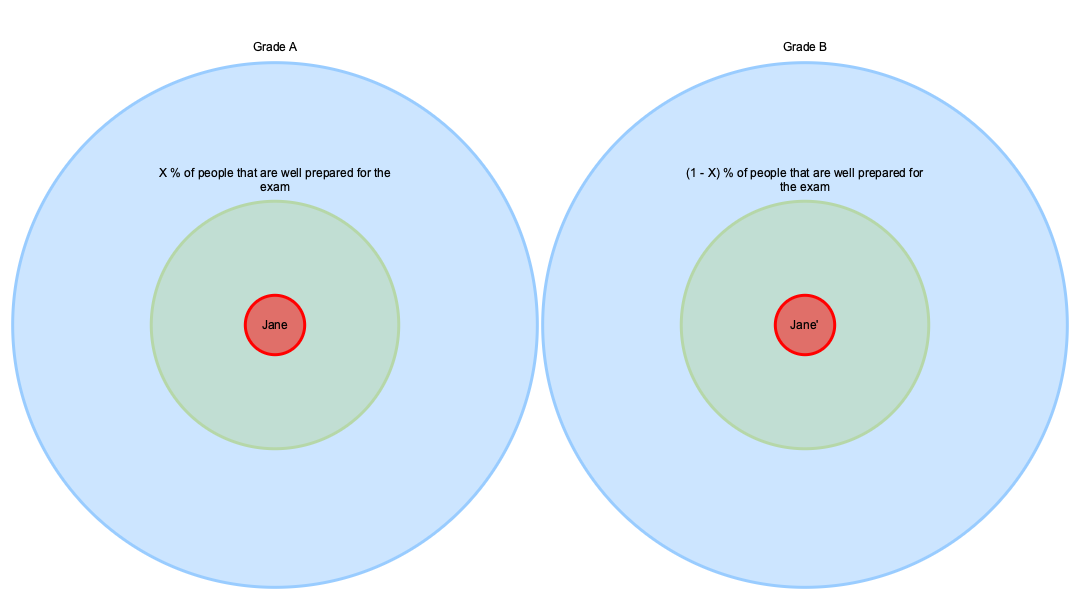 Grade A
X % of people that are well prepared for the
exam
Jane
Grade B
(1 - X) % of people that are well prepared for
the exam
Jane'